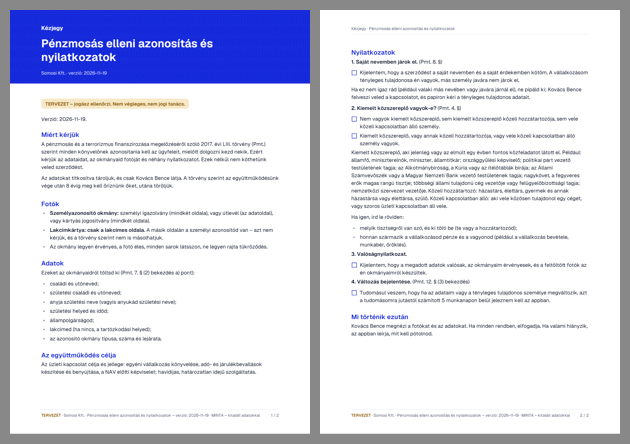 Kézjegy
Pénzmosás elleni azonosítás és
nyilatkozatok
Somosi Kft. · verzió: 2026-11-19
TERVEZET – jogász ellenőrzi. Nem végleges, nem jogi tanács.
Verzió: 2026-11-19.
Miért kérjük
A pénzmosás és a terrorizmus finanszírozása megelőzéséről szóló 2017. évi LIII. törvény (Pmt.)
szerint minden könyvelőnek azonosítania kell az ügyfeleit, mielőtt dolgozni kezd nekik. Ezért
kérjük az adataidat, az okmányaid fotóját és néhány nyilatkozatot. Ezek nélkül nem köthetünk
veled szerződést.
Az adatokat titkosítva tároljuk, és csak Kovács Bence látja. A törvény szerint az együttműködésünk
vége után 8 évig meg kell őriznünk őket, utána töröljük.
Fotók
• Személyazonosító okmány: személyi igazolvány (mindkét oldala), vagy útlevél (az adatoldal),
vagy kártyás jogosítvány (mindkét oldala).
• Lakcímkártya: csak a lakcímes oldala. A másik oldalán a személyi azonosítód van – azt nem
kérjük, és a törvény szerint nem is másolhatjuk.
• Az okmány legyen érvényes, a fotó éles, minden sarok látsszon, ne legyen rajta tükröződés.
Adatok
Ezeket az okmányaidról töltsd ki (Pmt. 7. § (2) bekezdés a) pont):
• családi és utóneved;
• születési családi és utóneved;
• anyja születési neve (vagyis anyukád születési neve);
• születési helyed és időd;
• állampolgárságod;
• lakcímed (ha nincs, a tartózkodási helyed);
• az azonosító okmány típusa, száma és lejárata.
Az együttműködés célja
Az üzleti kapcsolat célja és jellege: egyéni vállalkozás könyvelése, adó- és járulékbevallások
készítése és benyújtása, a NAV előtti képviselet; havidíjas, határozatlan idejű szolgáltatás.
TERVEZET · Somosi Kft. · Pénzmosás elleni azonosítás és nyilatkozatok – verzió: 2026-11-19 · MINTA – kitalált adatokkal 1 / 2
Kézjegy · Pénzmosás elleni azonosítás és nyilatkozatok
Nyilatkozatok
1. Saját nevemben járok el. (Pmt. 8. §)
Kijelentem, hogy a szerződést a saját nevemben és a saját érdekemben kötöm. A vállalkozásom
tényleges tulajdonosa én vagyok, más személy javára nem járok el.
Ha ez nem igaz rád (például valaki más nevében vagy javára járnál el), ne pipáld ki; Kovács Bence
felveszi veled a kapcsolatot, és papíron kéri a tényleges tulajdonos adatait.
2. Kiemelt közszereplő vagyok-e? (Pmt. 4. §)
Nem vagyok kiemelt közszereplő, sem kiemelt közszereplő közeli hozzátartozója, sem vele közeli
kapcsolatban álló személy.
Kiemelt közszereplő, vagy annak közeli hozzátartozója, vagy vele közeli kapcsolatban álló
személy vagyok.
Kiemelt közszereplő, aki jelenleg vagy az elmúlt egy évben fontos közfeladatot látott el. Például:
államfő, miniszterelnök, miniszter, államtitkár; országgyűlési képviselő; politikai párt vezető
testületének tagja; az Alkotmánybíróság, a Kúria vagy az ítélőtáblák bírája; az Állami
Számvevőszék vagy a Magyar Nemzeti Bank vezető testületének tagja; nagykövet, a fegyveres
erők magas rangú tisztje; többségi állami tulajdonú cég vezetője vagy felügyelőbizottsági tagja;
nemzetközi szervezet vezetője. Közeli hozzátartozó: házastárs, élettárs, gyermek és annak
házastársa vagy élettársa, szülő. Közeli kapcsolatban álló: aki vele közösen tulajdonol egy céget,
vagy szoros üzleti kapcsolatban áll vele.
Ha igen, írd le röviden:
• melyik tisztségről van szó, és ki tölti be (te vagy a hozzátartozód);
• honnan származik a vállalkozásod pénze és a vagyonod (például a vállalkozás bevétele,
munkabér, öröklés).
3. Valóságnyilatkozat.
Kijelentem, hogy a megadott adatok valósak, az okmányaim érvényesek, és a feltöltött fotók az
én okmányaimról készültek.
4. Változás bejelentése. (Pmt. 12. § (3) bekezdés)
Tudomásul veszem, hogy ha az adataim vagy a tényleges tulajdonos személye megváltozik, azt
a tudomásomra jutástól számított 5 munkanapon belül jeleznem kell az appban.
Mi történik ezután
Kovács Bence megnézi a fotókat és az adatokat. Ha minden rendben, elfogadja. Ha valami hiányzik,
az appban leírja, mit kell pótolnod.
TERVEZET · Somosi Kft. · Pénzmosás elleni azonosítás és nyilatkozatok – verzió: 2026-11-19 · MINTA – kitalált adatokkal 2 / 2